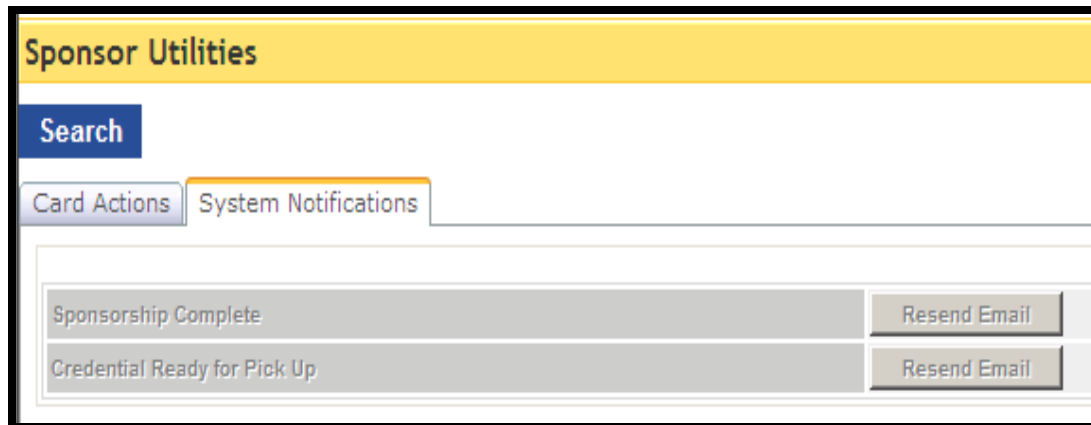 Sponsor Utilities
Search
Card Actions System Notifications
Sponsorship Complete Resend Email
Credential Ready for Pick Up Resend Email